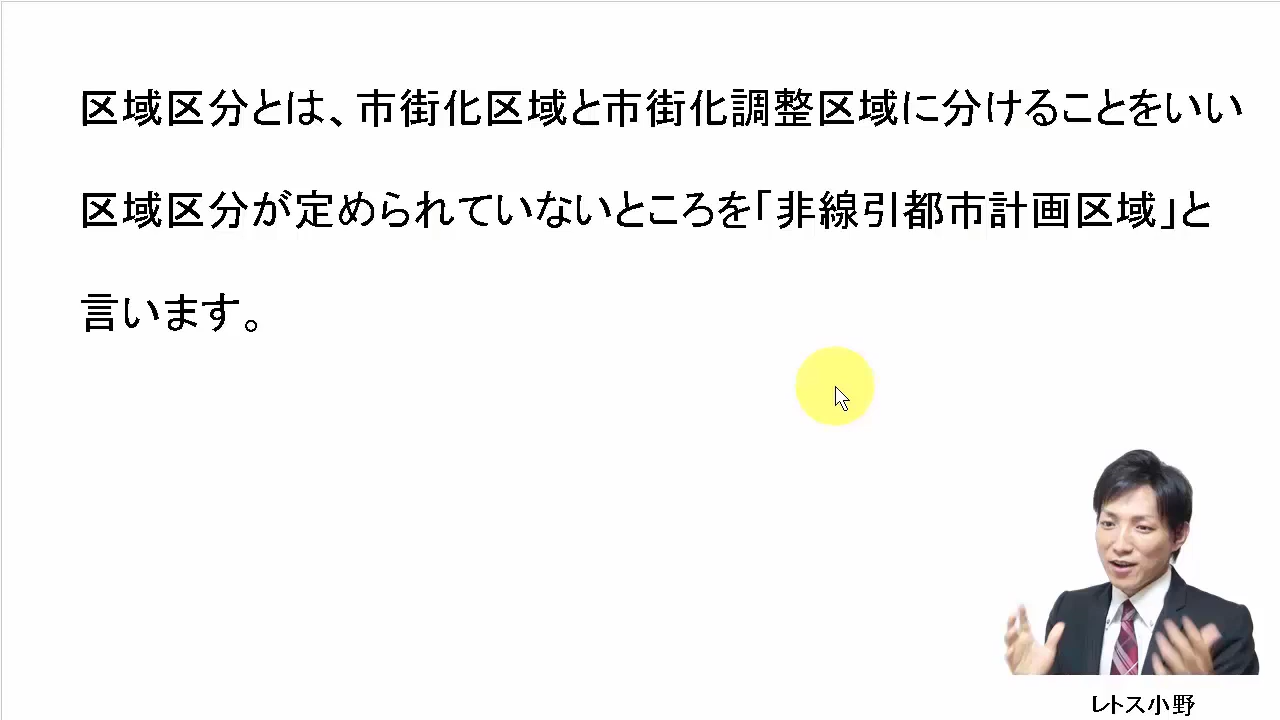 区域区分とは、市街化区域と市街化調整区域に分けることをいい
区域区分が定められていないところを「非線引都市計画区域」と
言います。
レトス小野